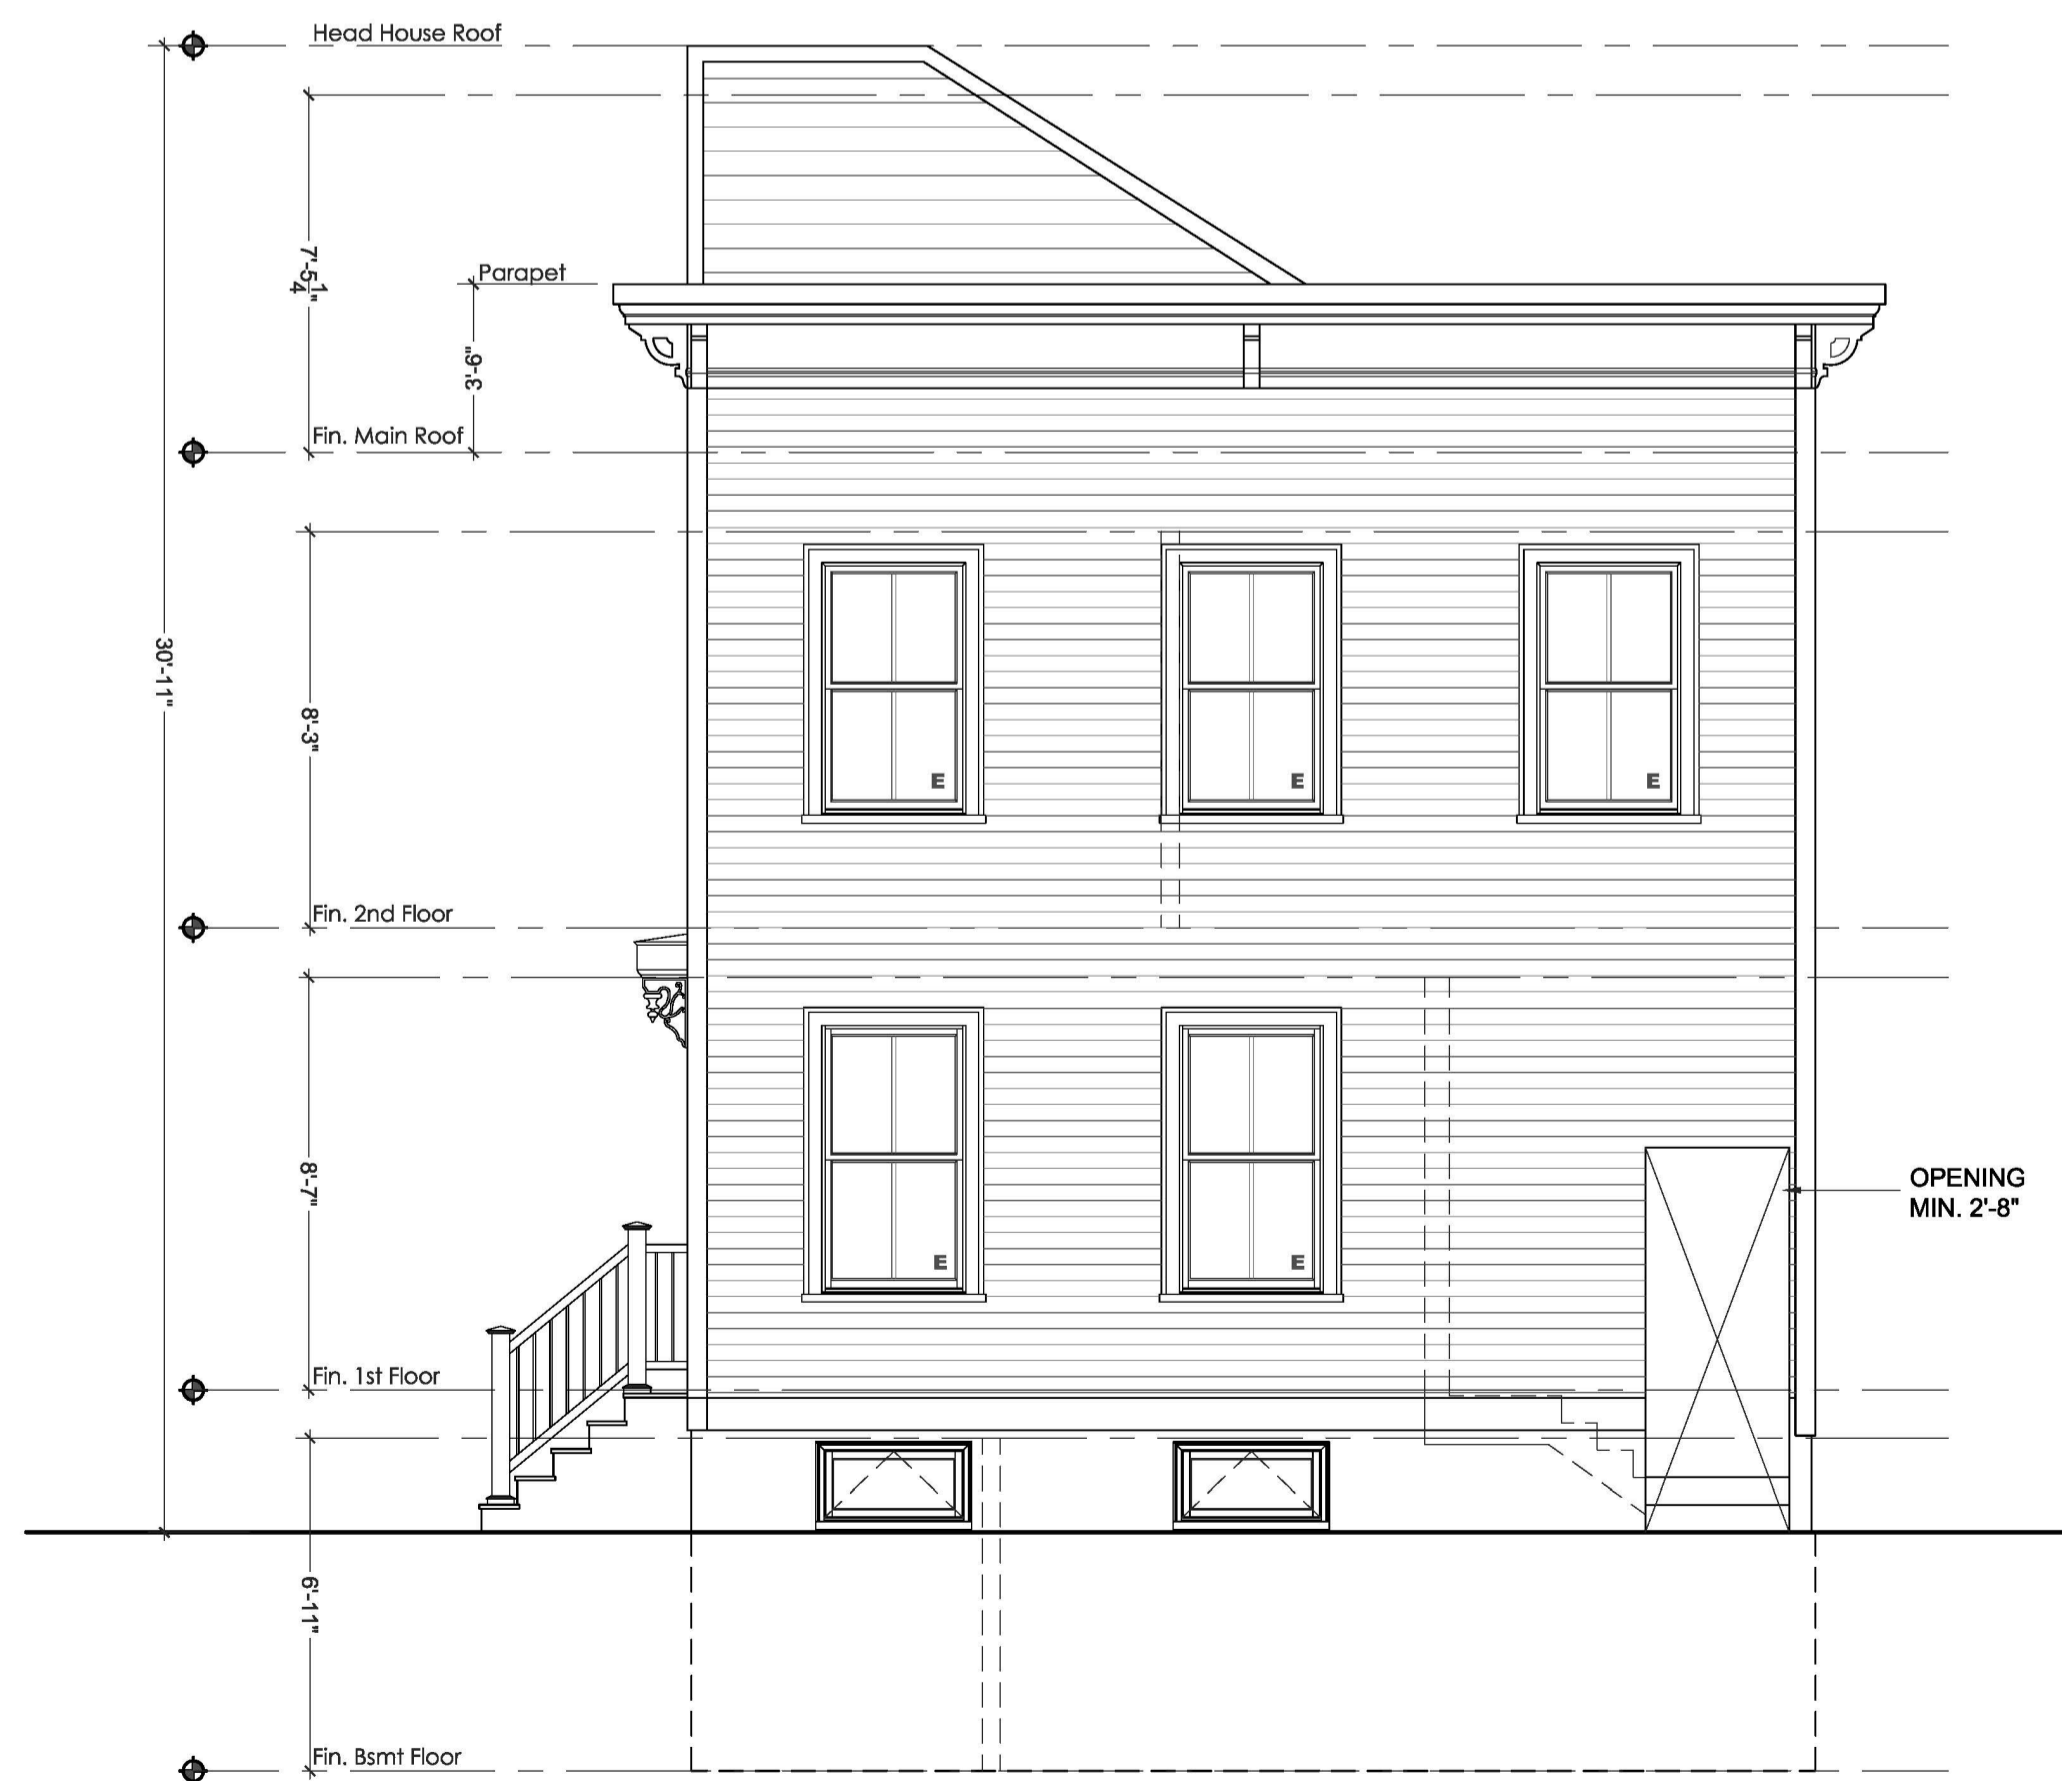 Head House Roof
7'-5 1/4"
Parapet
3'-6"
Fin. Main Roof
30'-11"
8'-3"
E
E
E
Fin. 2nd Floor
8'-7"
OPENING
MIN. 2'-8"
E
E
Fin. 1st Floor
6'-11"
Fin. Bsmt Floor